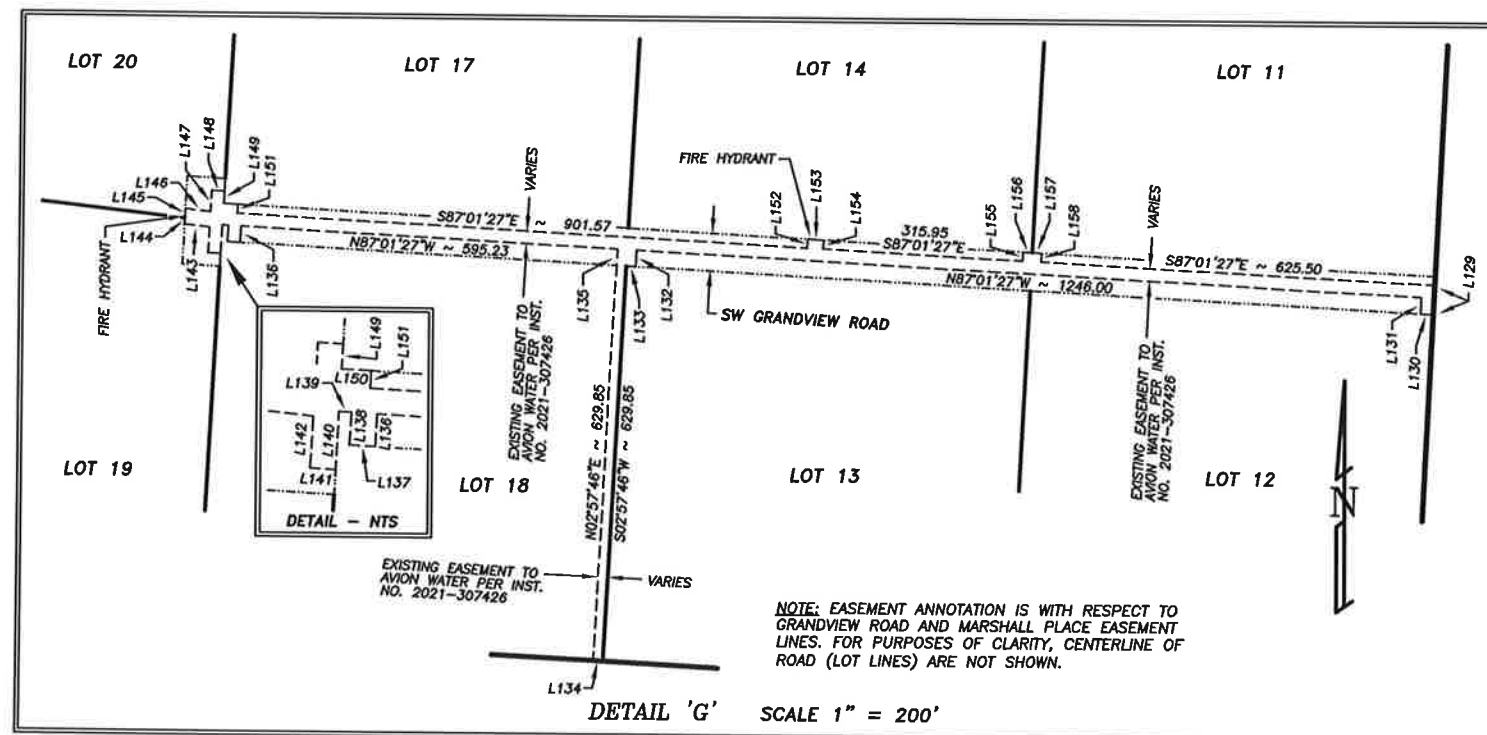 LOT 20
LOT 17
LOT 14
LOT 11
L148
L147
L149
L151
L146
L145
L144
L143
FIRE HYDRANT
L136
VARIES
S87°01'27"E ~ 901.57
N87°01'27"W ~ 595.23
FIRE HYDRANT
L152
L153
L154
315.95
S87°01'27"E
L155
L156
L157
L158
VARIES
S87°01'27"E ~ 625.50
N87°01'27"W ~ 1246.00
L129
L131
L130
L135
L133
L132
SW GRANDVIEW ROAD
EXISTING EASEMENT TO
AVION WATER PER INST.
NO. 2021-307426
N02°57'46"E ~ 629.85
S02°57'46"W ~ 629.85
EXISTING EASEMENT TO
AVION WATER PER INST.
NO. 2021-307426
L149
L151
L139
L150
L142
L140
L138
L136
L141
L137
DETAIL - NTS
LOT 19
LOT 18
LOT 13
LOT 12
N
EXISTING EASEMENT TO
AVION WATER PER INST.
NO. 2021-307426
VARIES
L134
NOTE: EASEMENT ANNOTATION IS WITH RESPECT TO
GRANDVIEW ROAD AND MARSHALL PLACE EASEMENT
LINES. FOR PURPOSES OF CLARITY, CENTERLINE OF
ROAD (LOT LINES) ARE NOT SHOWN.
DETAIL 'G' SCALE 1" = 200'